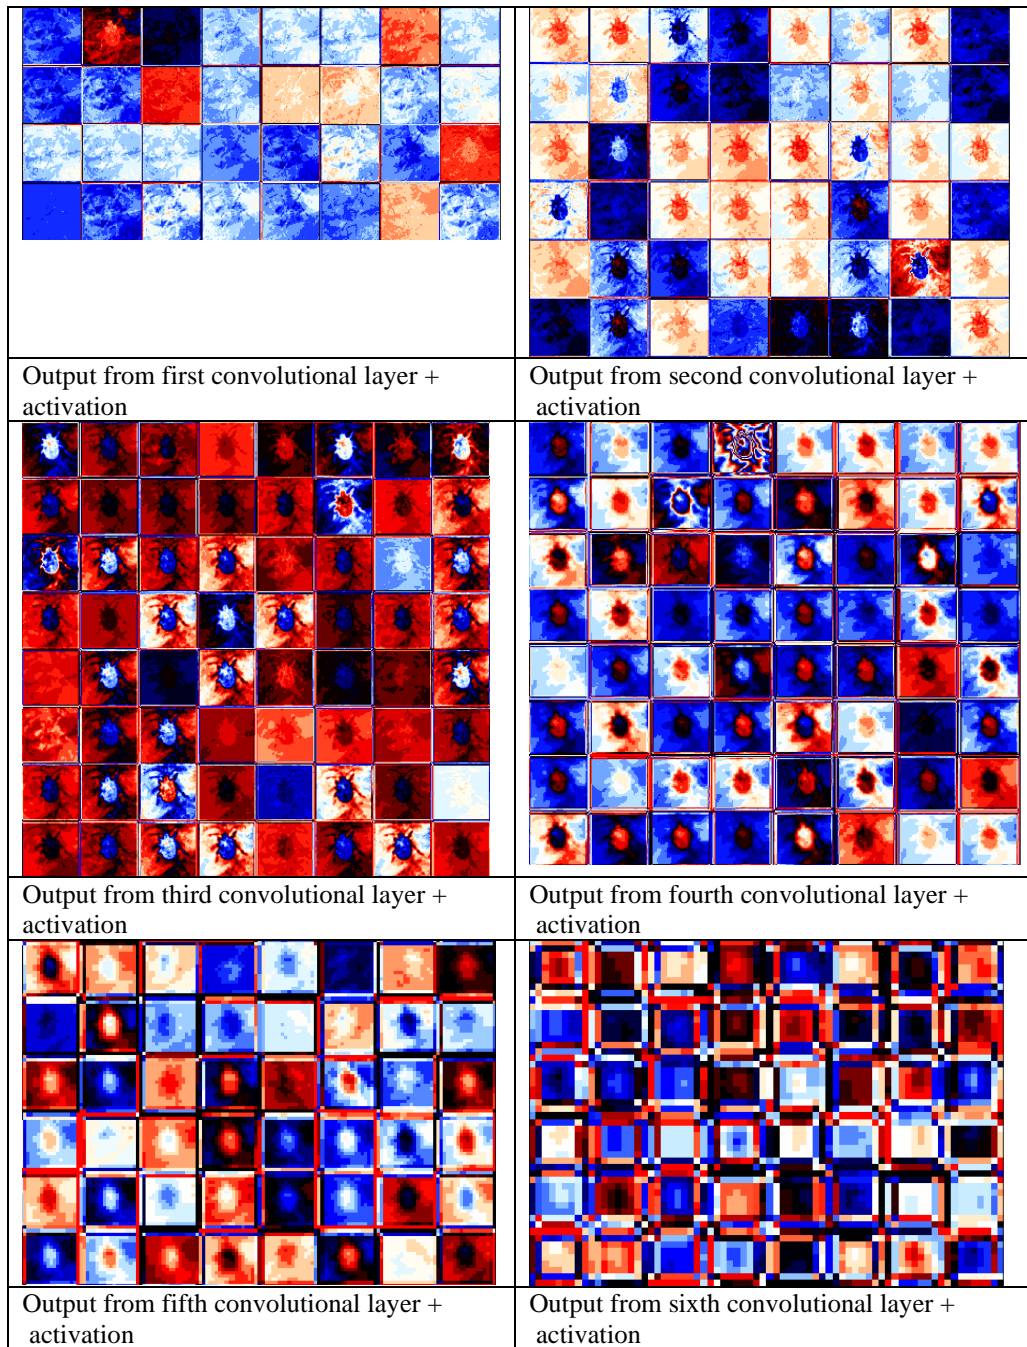 Output from first convolutional layer +
activation
Output from second convolutional layer +
activation
Output from third convolutional layer +
activation
Output from fourth convolutional layer +
activation
Output from fifth convolutional layer +
activation
Output from sixth convolutional layer +
activation